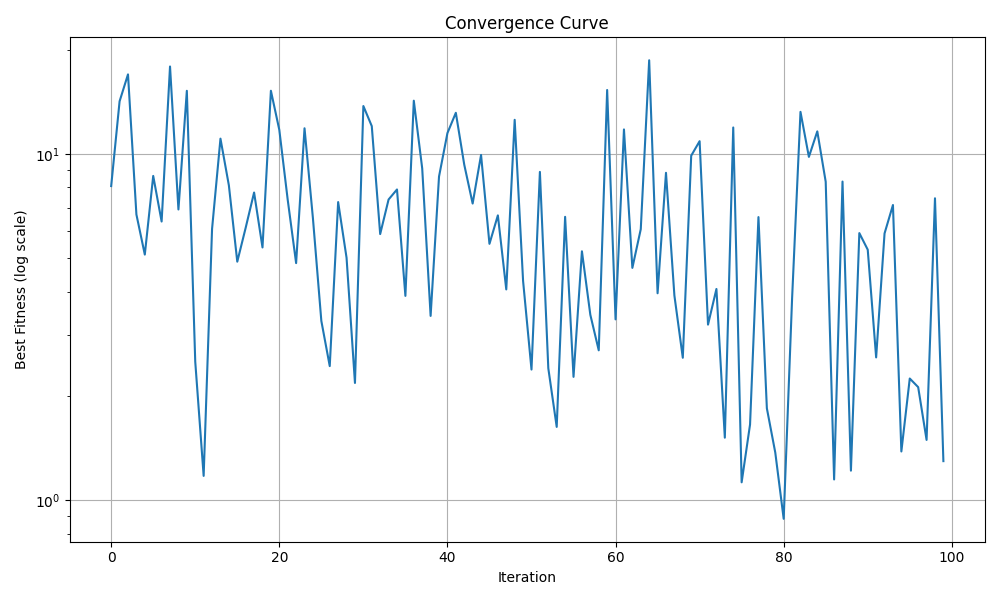 Convergence Curve
Best Fitness (log scale)
10¹
10⁰
0 20 40 60 80 100
Iteration